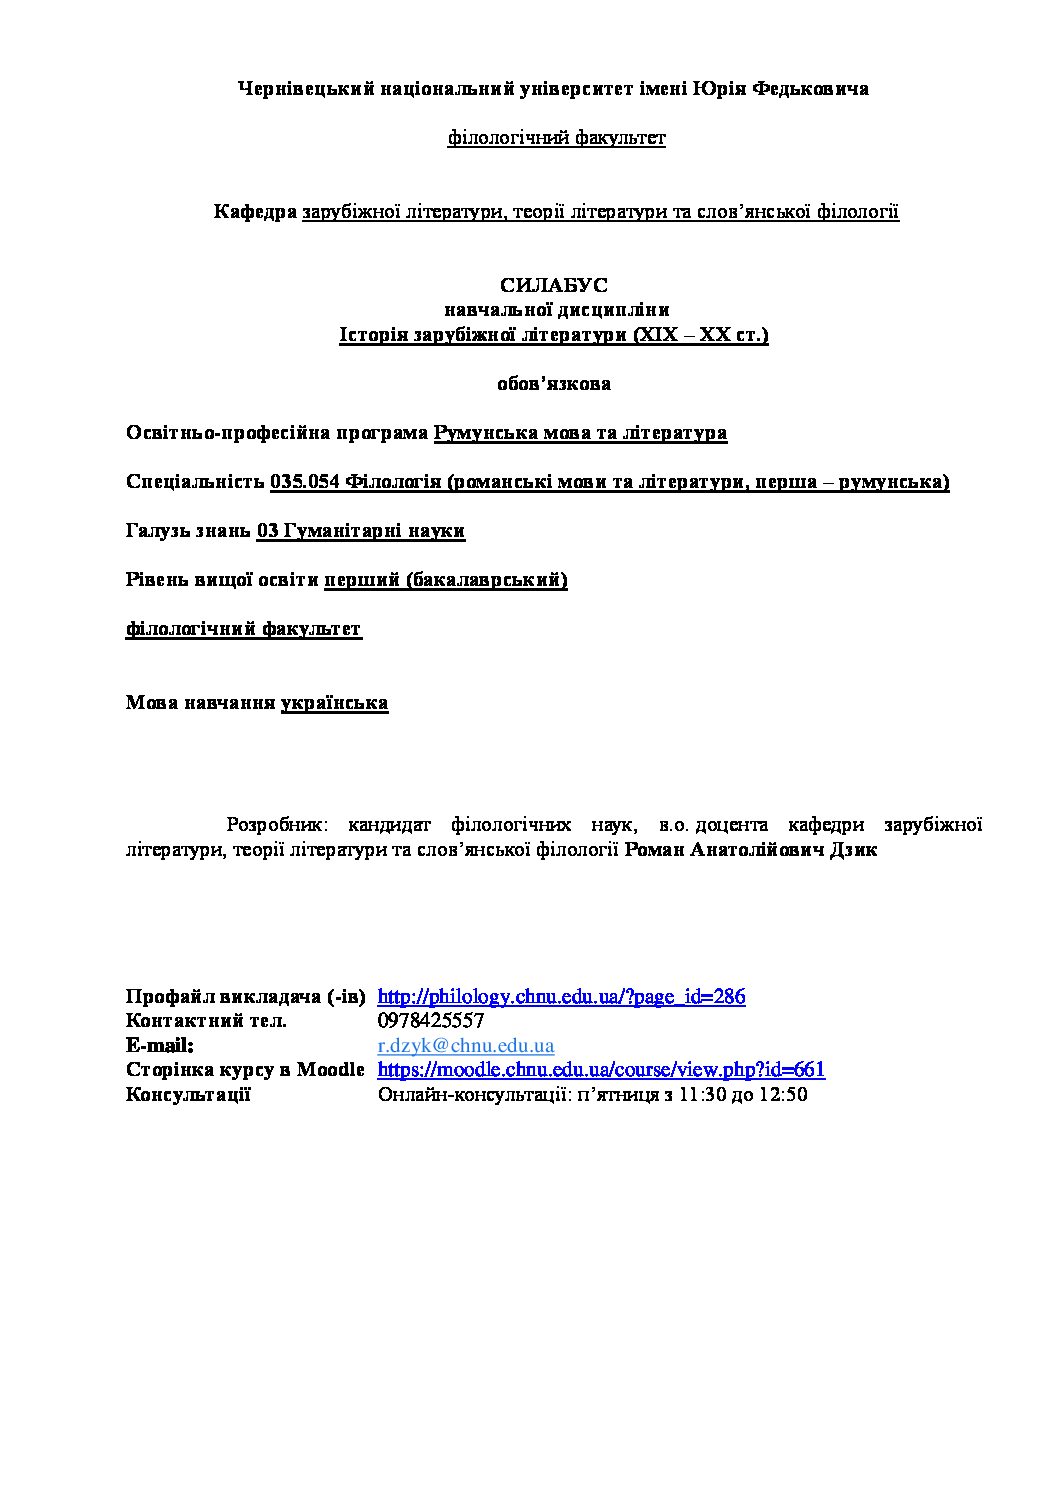 Чернівецький національний університет імені Юрія Федьковича
філологічний факультет
Кафедра зарубіжної літератури, теорії літератури та слов’янської філології
СИЛАБУС
навчальної дисципліни
Історія зарубіжної літератури (ХІХ – ХХ ст.)
обов’язкова
Освітньо-професійна програма Румунська мова та література
Спеціальність 035.054 Філологія (романські мови та літератури, перша – румунська)
Галузь знань 03 Гуманітарні науки
Рівень вищої освіти перший (бакалаврський)
філологічний факультет
Мова навчання українська
Розробник: кандидат філологічних наук, в.о. доцента кафедри зарубіжної
літератури, теорії літератури та слов’янської філології Роман Анатолійович Дзик
Профайл викладача (-ів) http://philology.chnu.edu.ua/?page_id=286
Контактний тел. 0978425557
E-mail: r.dzyk@chnu.edu.ua
Сторінка курсу в Moodle https://moodle.chnu.edu.ua/course/view.php?id=661
Консультації Онлайн-консультації: п’ятниця з 11:30 до 12:50